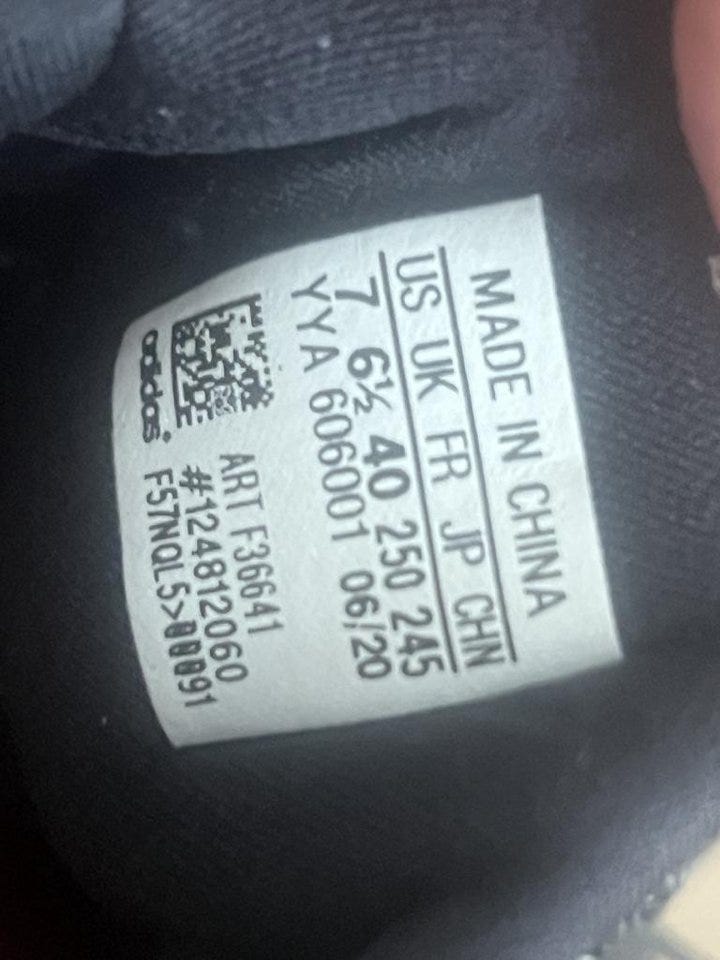 MADE IN CHINA
US UK FR JP CHN
7 6½ 40 250 245
YYA 606001 06/20
ART F36641
#124812060
adidas F57NQL5>00091